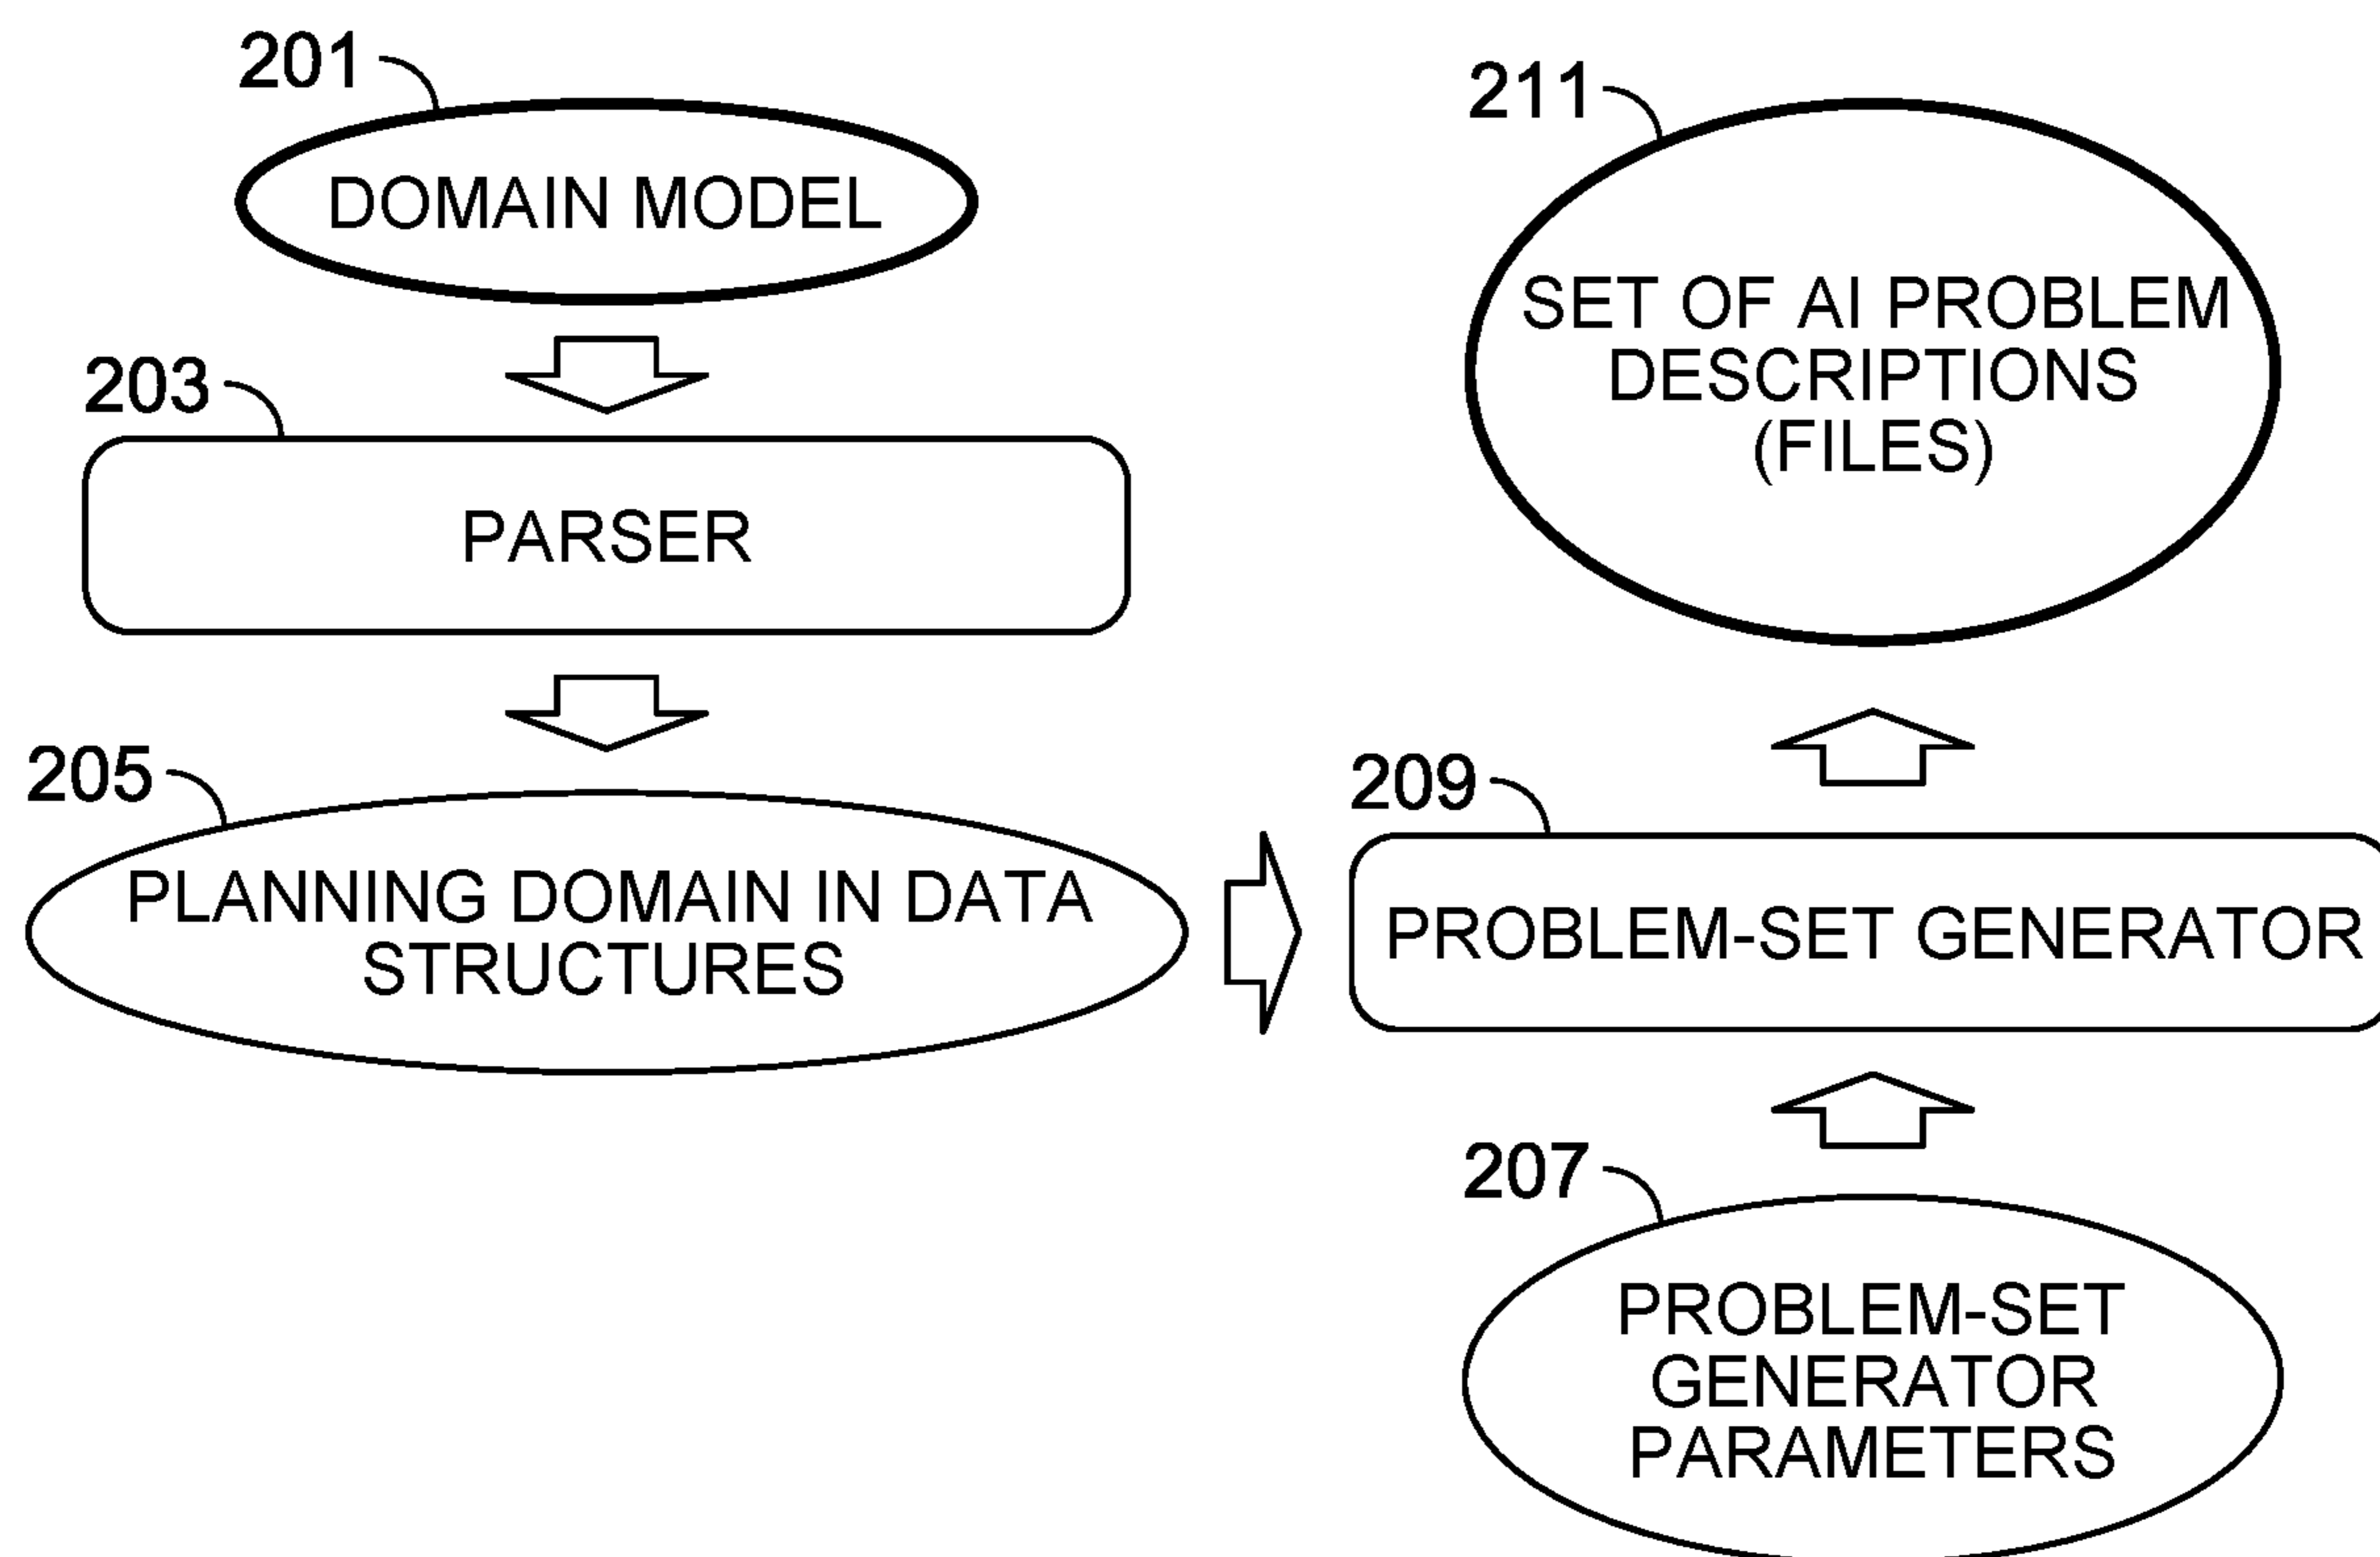 201
DOMAIN MODEL
203
PARSER
205
PLANNING DOMAIN IN DATA
STRUCTURES
211
SET OF AI PROBLEM
DESCRIPTIONS
(FILES)
209
PROBLEM-SET GENERATOR
207
PROBLEM-SET
GENERATOR
PARAMETERS